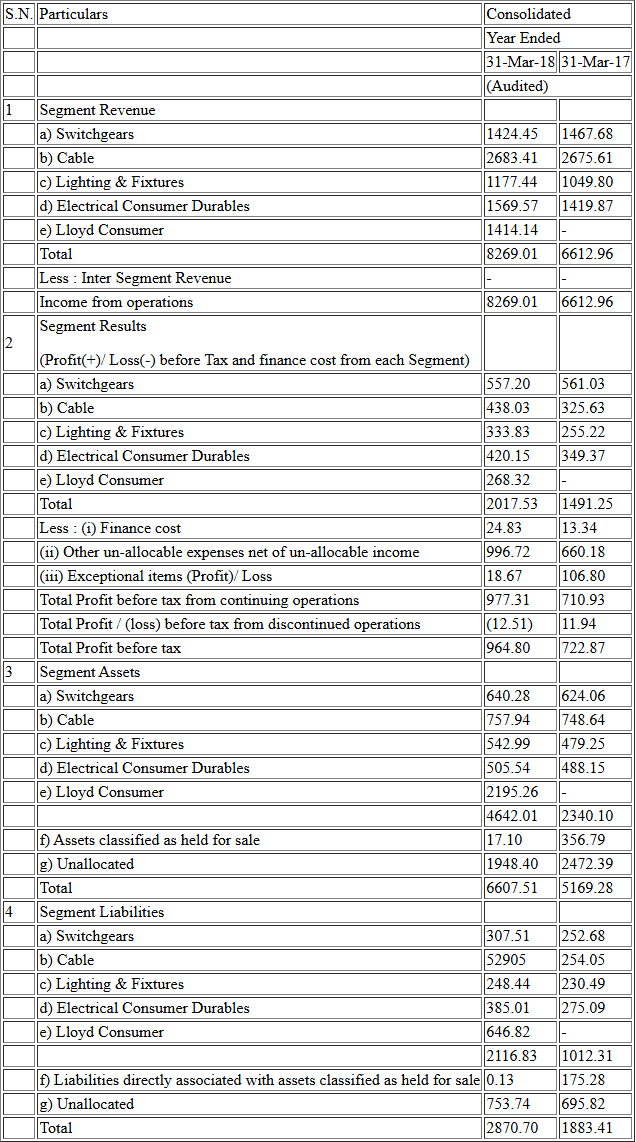 S.N. Particulars Consolidated
Year Ended
31-Mar-18 31-Mar-17
(Audited)
1 Segment Revenue
a) Switchgears 1424.45 1467.68
b) Cable 2683.41 2675.61
c) Lighting & Fixtures 1177.44 1049.80
d) Electrical Consumer Durables 1569.57 1419.87
e) Lloyd Consumer 1414.14 -
Total 8269.01 6612.96
Less : Inter Segment Revenue - -
Income from operations 8269.01 6612.96
2 Segment Results
(Profit(+)/ Loss(-) before Tax and finance cost from each Segment)
a) Switchgears 557.20 561.03
b) Cable 438.03 325.63
c) Lighting & Fixtures 333.83 255.22
d) Electrical Consumer Durables 420.15 349.37
e) Lloyd Consumer 268.32 -
Total 2017.53 1491.25
Less : (i) Finance cost 24.83 13.34
(ii) Other un-allocable expenses net of un-allocable income 996.72 660.18
(iii) Exceptional items (Profit)/ Loss 18.67 106.80
Total Profit before tax from continuing operations 977.31 710.93
Total Profit / (loss) before tax from discontinued operations (12.51) 11.94
Total Profit before tax 964.80 722.87
3 Segment Assets
a) Switchgears 640.28 624.06
b) Cable 757.94 748.64
c) Lighting & Fixtures 542.99 479.25
d) Electrical Consumer Durables 505.54 488.15
e) Lloyd Consumer 2195.26 -
4642.01 2340.10
f) Assets classified as held for sale 17.10 356.79
g) Unallocated 1948.40 2472.39
Total 6607.51 5169.28
4 Segment Liabilities
a) Switchgears 307.51 252.68
b) Cable 52905 254.05
c) Lighting & Fixtures 248.44 230.49
d) Electrical Consumer Durables 385.01 275.09
e) Lloyd Consumer 646.82 -
2116.83 1012.31
f) Liabilities directly associated with assets classified as held for sale 0.13 175.28
g) Unallocated 753.74 695.82
Total 2870.70 1883.41